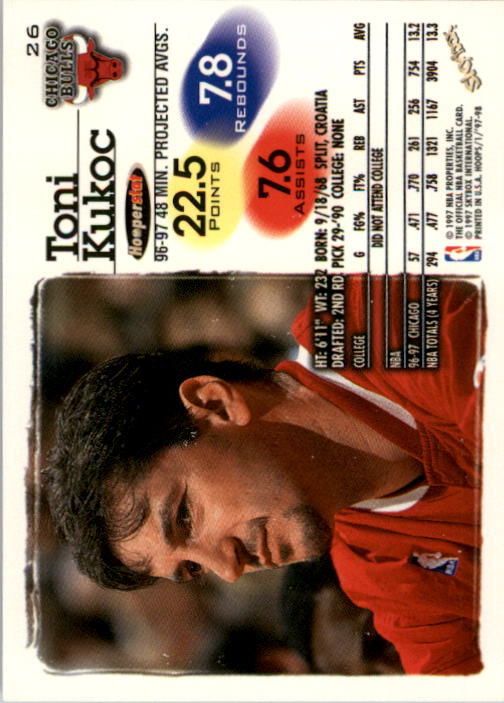 26
CHICAGO
BULLS
Toni
Kukoc
Hooperstat
96-97 48 MIN. PROJECTED AVGS.
22.5
POINTS
7.8
REBOUNDS
7.6
ASSISTS
HT: 6'11" WT: 232 BORN: 9/18/68 SPLIT, CROATIA
DRAFTED: 2ND RD. PICK 29-'90 COLLEGE: NONE
COLLEGE G FG% FT% REB AST PTS AVG
DID NOT ATTEND COLLEGE
NBA
96-97 CHICAGO 57 .471 .770 261 256 754 13.2
NBA TOTALS (4 YEARS) 294 .477 .758 1321 1167 3904 13.3
© 1997 NBA PROPERTIES, INC.
THE OFFICIAL NBA BASKETBALL CARD.
© 1997 SKYBOX INTERNATIONAL.
PRINTED IN U.S.A. HOOPS/1/'97-98
SKYBOX
NBA
NBA